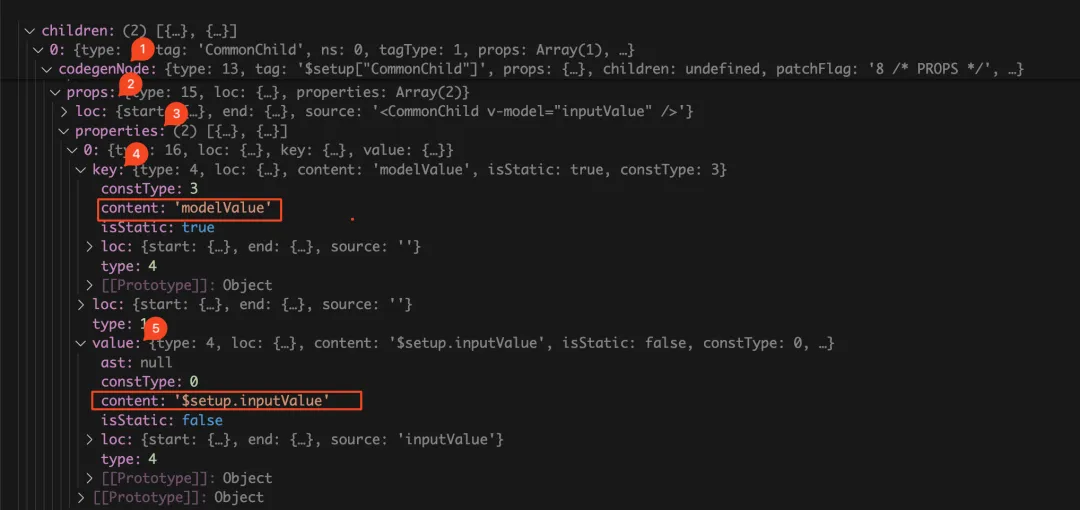 children: (2) [{…}, {…}]
0: {type: tag: 'CommonChild', ns: 0, tagType: 1, props: Array(1), …}
1
codegenNode: {type: 13, tag: '$setup["CommonChild"]', props: {…}, children: undefined, patchFlag: '8 /* PROPS */', …}
2
props: {type: 15, loc: {…}, properties: Array(2)}
3
loc: {start: {…}, end: {…}, source: '<CommonChild v-model="inputValue" />'}
properties: (2) [{…}, {…}]
4
0: {type: 16, loc: {…}, key: {…}, value: {…}}
key: {type: 4, loc: {…}, content: 'modelValue', isStatic: true, constType: 3}
constType: 3
content: 'modelValue'
isStatic: true
loc: {start: {…}, end: {…}, source: ''}
type: 4
[[Prototype]]: Object
loc: {start: {…}, end: {…}, source: ''}
type:
5
value: {type: 4, loc: {…}, content: '$setup.inputValue', isStatic: false, constType: 0, …}
ast: null
constType: 0
content: '$setup.inputValue'
isStatic: false
loc: {start: {…}, end: {…}, source: 'inputValue'}
type: 4
[[Prototype]]: Object
[[Prototype]]: Object